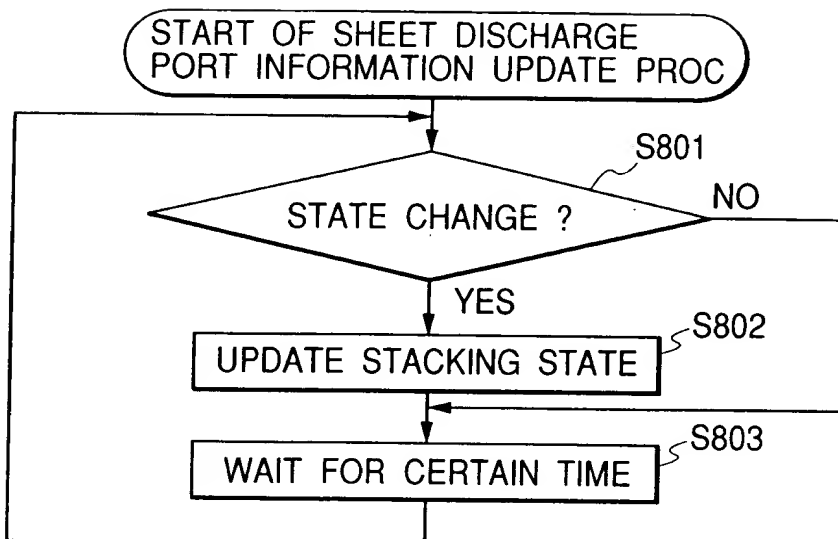 START OF SHEET DISCHARGE
PORT INFORMATION UPDATE PROC
S801
STATE CHANGE ?
NO
YES
S802
UPDATE STACKING STATE
S803
WAIT FOR CERTAIN TIME